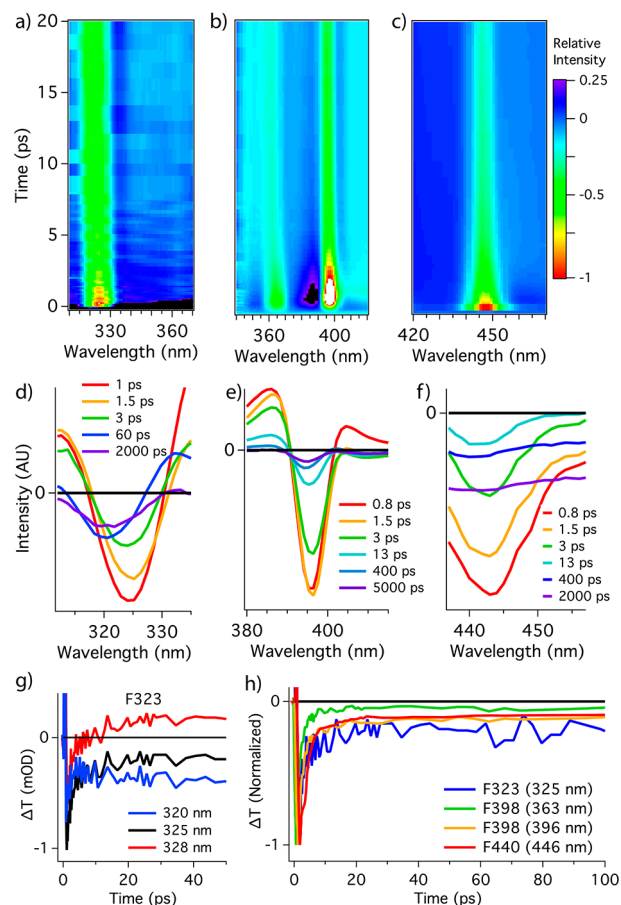 a)
b)
c)
20
15
10
5
0
Time (ps)
330
360
Wavelength (nm)
360
400
Wavelength (nm)
420
450
Wavelength (nm)
Relative
Intensity
0.25
0
-0.5
-1
d)
1 ps
1.5 ps
3 ps
60 ps
2000 ps
0
Intensity (AU)
320
330
Wavelength (nm)
e)
0
0.8 ps
1.5 ps
3 ps
13 ps
400 ps
5000 ps
380
400
Wavelength (nm)
f)
0
0.8 ps
1.5 ps
3 ps
13 ps
400 ps
2000 ps
440
450
Wavelength (nm)
g)
F323
0
-1
ΔT (mOD)
320 nm
325 nm
328 nm
0
20
40
Time (ps)
h)
0
-1
ΔT (Normalized)
F323 (325 nm)
F398 (363 nm)
F398 (396 nm)
F440 (446 nm)
0
20
40
60
80
100
Time (ps)